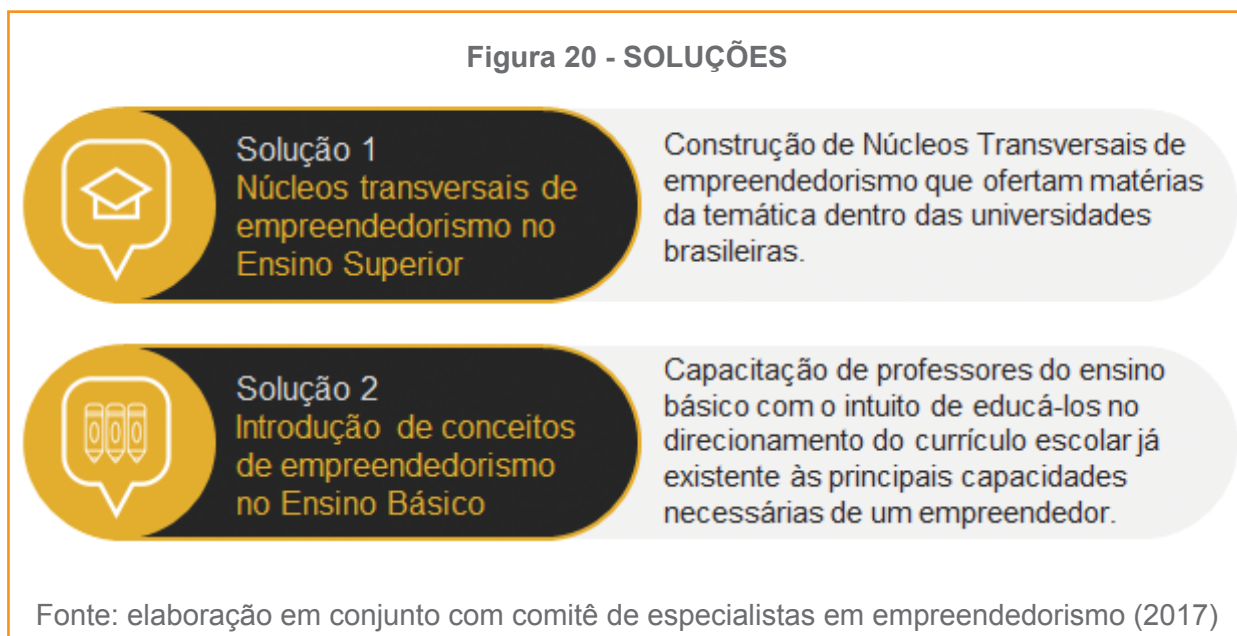 Figura 20 - SOLUÇÕES
Solução 1
Núcleos transversais de
empreendedorismo no
Ensino Superior
Construção de Núcleos Transversais de
empreendedorismo que ofertam matérias
da temática dentro das universidades
brasileiras.
Solução 2
Introdução de conceitos
de empreendedorismo
no Ensino Básico
Capacitação de professores do ensino
básico com o intuito de educá-los no
direcionamento do currículo escolar já
existente às principais capacidades
necessárias de um empreendedor.
Fonte: elaboração em conjunto com comitê de especialistas em empreendedorismo (2017)